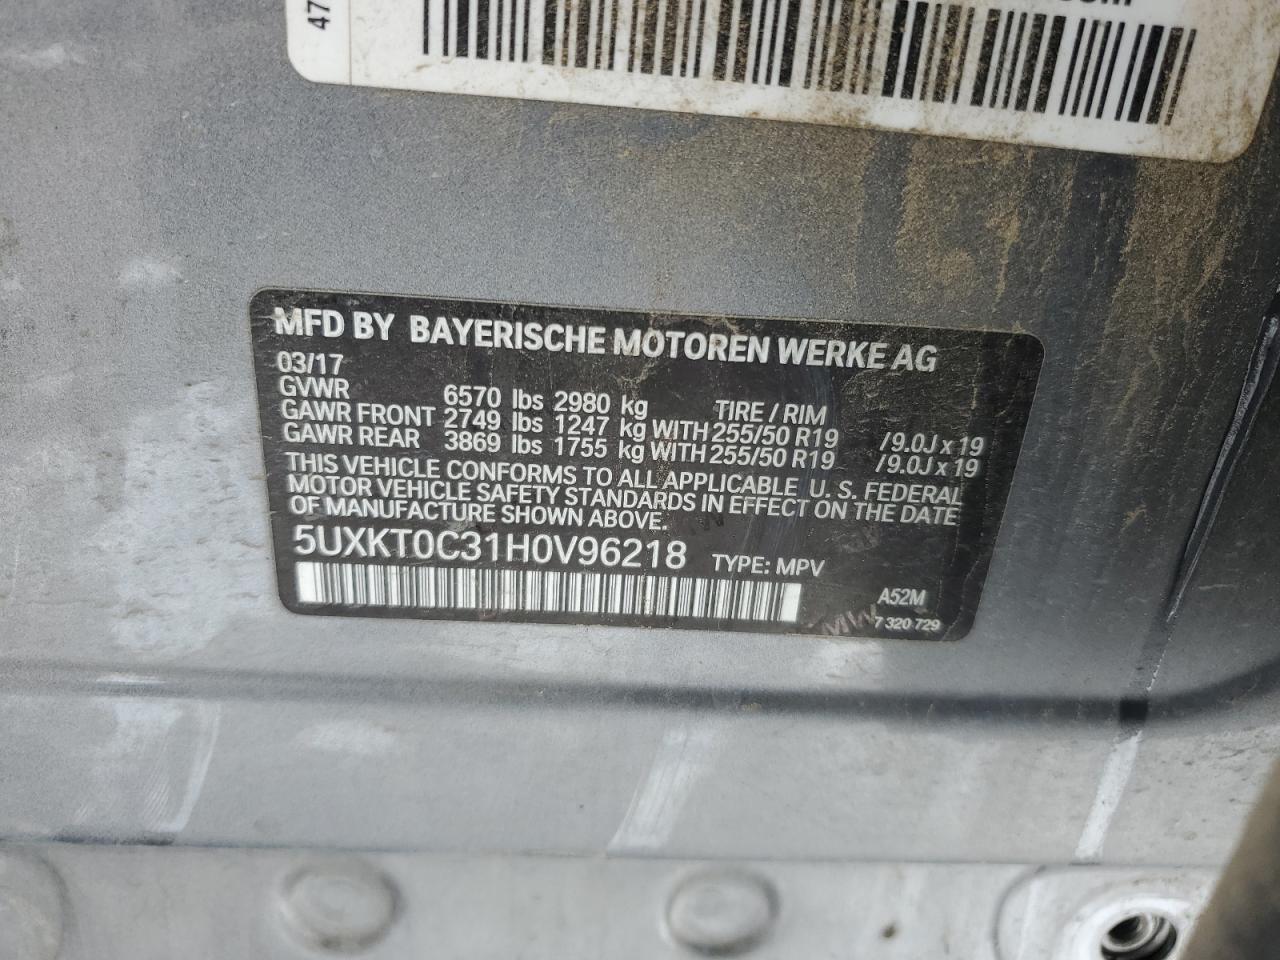 47
MFD BY BAYERISCHE MOTOREN WERKE AG
03/17
GVWR 6570 lbs 2980 kg TIRE / RIM
GAWR FRONT 2749 lbs 1247 kg WITH 255/50 R19 /9.0J x 19
GAWR REAR 3869 lbs 1755 kg WITH 255/50 R19 /9.0J x 19
THIS VEHICLE CONFORMS TO ALL APPLICABLE U. S. FEDERAL
MOTOR VEHICLE SAFETY STANDARDS IN EFFECT ON THE DATE
OF MANUFACTURE SHOWN ABOVE.
5UXKT0C31H0V96218 TYPE: MPV
A52M
7 320 729